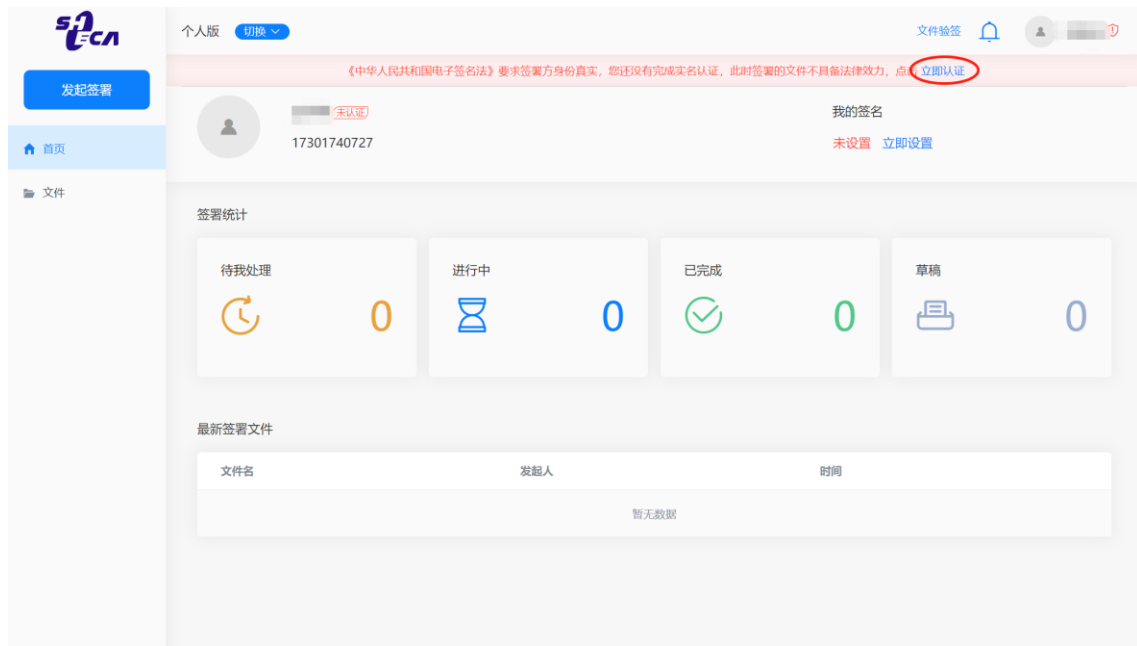 SHECA
个人版 切换 文件验签
《中华人民共和国电子签名法》要求签署方身份真实，您还没有完成实名认证，此时签署的文件不具备法律效力，点击 立即认证
发起签署
未认证 我的签名
17301740727 未设置 立即设置
首页
文件
签署统计
待我处理 进行中 已完成 草稿
0 0 0 0
最新签署文件
文件名 发起人 时间
暂无数据